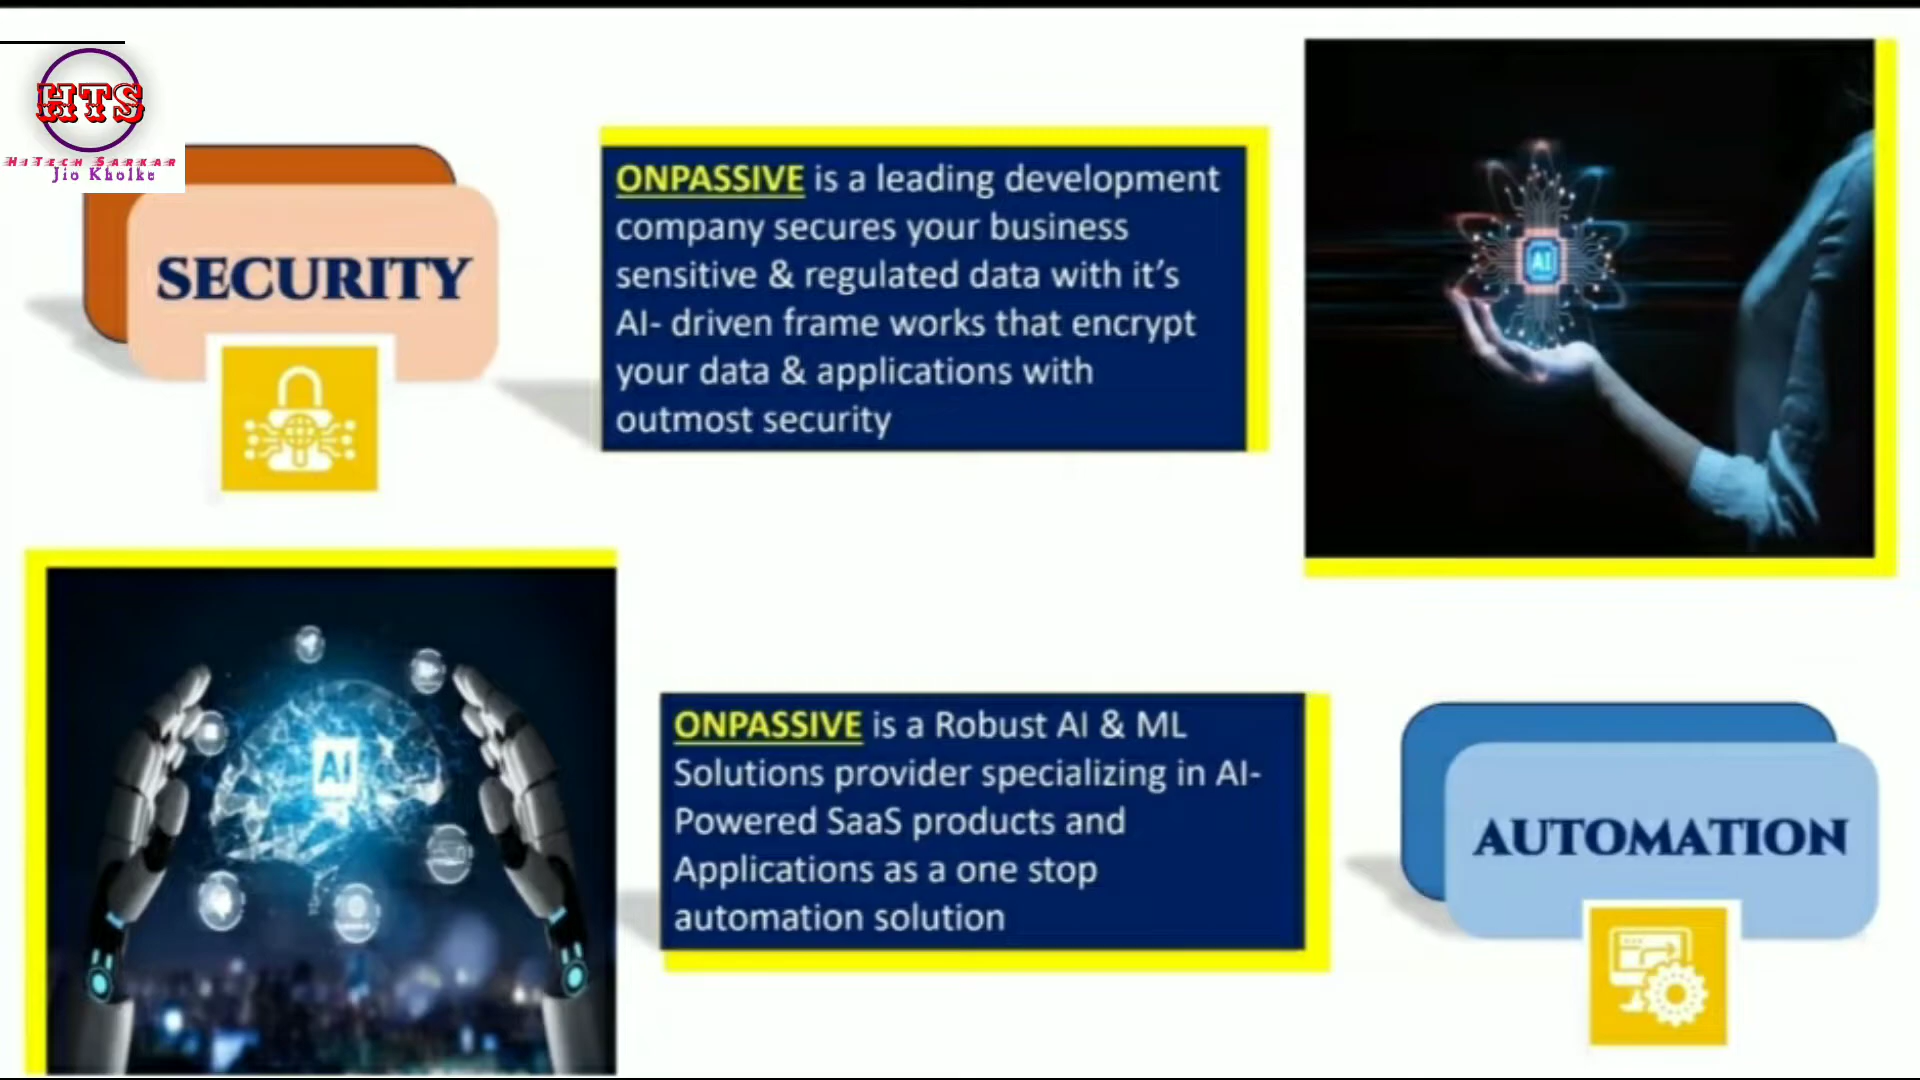 HTS
HiTech Sarkar
Jio Kholke
SECURITY
ONPASSIVE is a leading development
company secures your business
sensitive & regulated data with it’s
AI- driven frame works that encrypt
your data & applications with
outmost security
AI
AI
ONPASSIVE is a Robust AI & ML
Solutions provider specializing in AI-
Powered SaaS products and
Applications as a one stop
automation solution
AUTOMATION